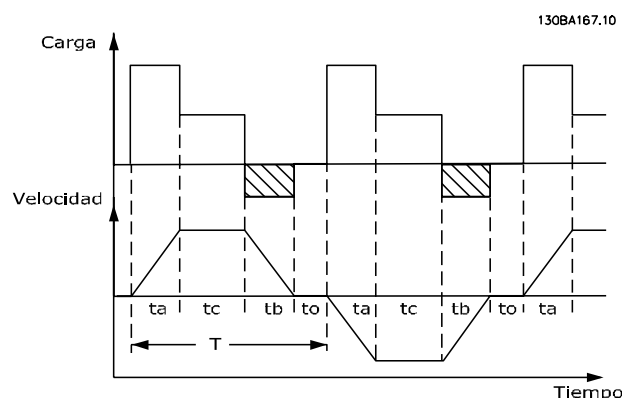 130BA167.10
Carga
Velocidad
ta tc tb to ta tc tb to ta
T
Tiempo